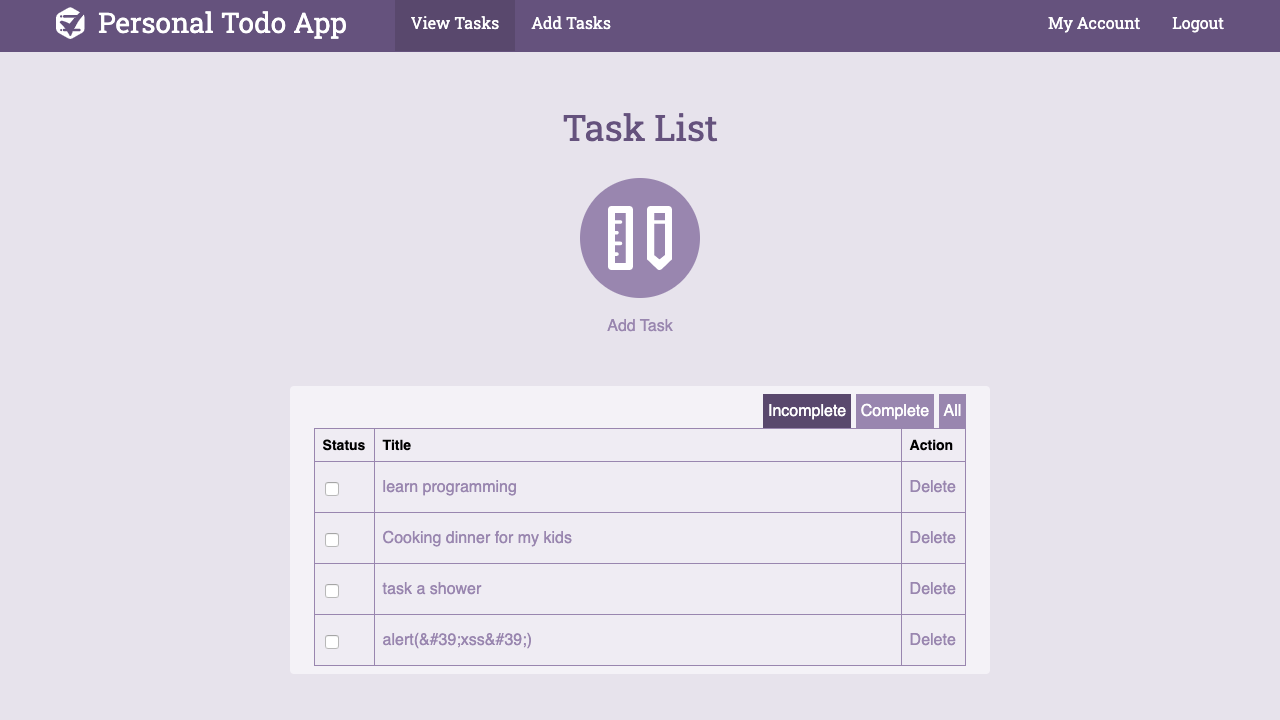 Personal Todo App View Tasks Add Tasks My Account Logout
Task List
Add Task
Incomplete Complete All
Status Title Action
learn programming Delete
Cooking dinner for my kids Delete
task a shower Delete
alert(&#39;xss&#39;) Delete